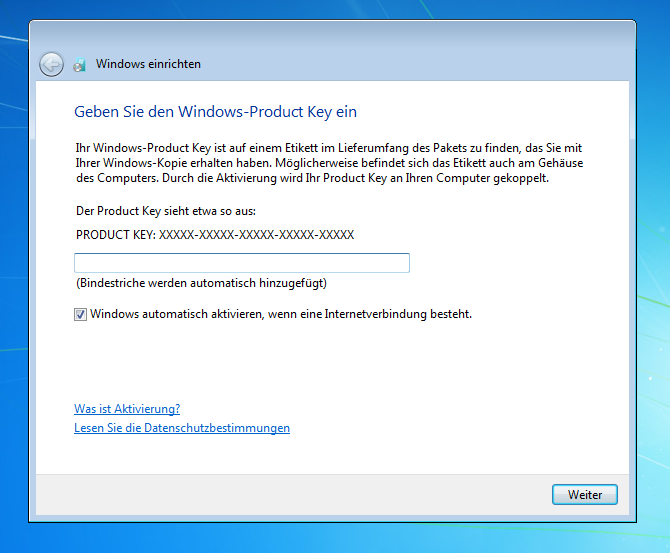 Windows einrichten
Geben Sie den Windows-Product Key ein
Ihr Windows-Product Key ist auf einem Etikett im Lieferumfang des Pakets zu finden, das Sie mit
Ihrer Windows-Kopie erhalten haben. Möglicherweise befindet sich das Etikett auch am Gehäuse
des Computers. Durch die Aktivierung wird Ihr Product Key an Ihren Computer gekoppelt.
Der Product Key sieht etwa so aus:
PRODUCT KEY: XXXXX-XXXXX-XXXXX-XXXXX-XXXXX
(Bindestriche werden automatisch hinzugefügt)
Windows automatisch aktivieren, wenn eine Internetverbindung besteht.
Was ist Aktivierung?
Lesen Sie die Datenschutzbestimmungen
Weiter